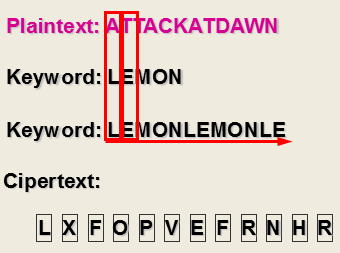 Plaintext: ATTACKATDAWN
Keyword: LEMON
Keyword: LEMONLEMONLE
Cipertext:
L X F O P V E F R N H R